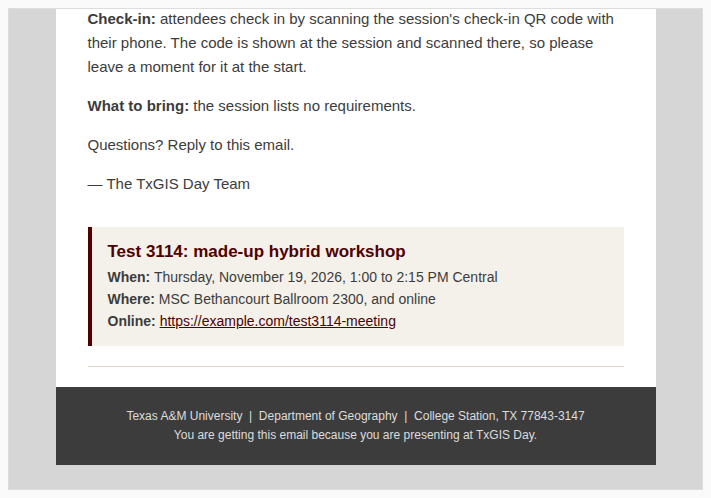 Check-in: attendees check in by scanning the session's check-in QR code with
their phone. The code is shown at the session and scanned there, so please
leave a moment for it at the start.
What to bring: the session lists no requirements.
Questions? Reply to this email.
— The TxGIS Day Team
Test 3114: made-up hybrid workshop
When: Thursday, November 19, 2026, 1:00 to 2:15 PM Central
Where: MSC Bethancourt Ballroom 2300, and online
Online: https://example.com/test3114-meeting
Texas A&M University | Department of Geography | College Station, TX 77843-3147
You are getting this email because you are presenting at TxGIS Day.